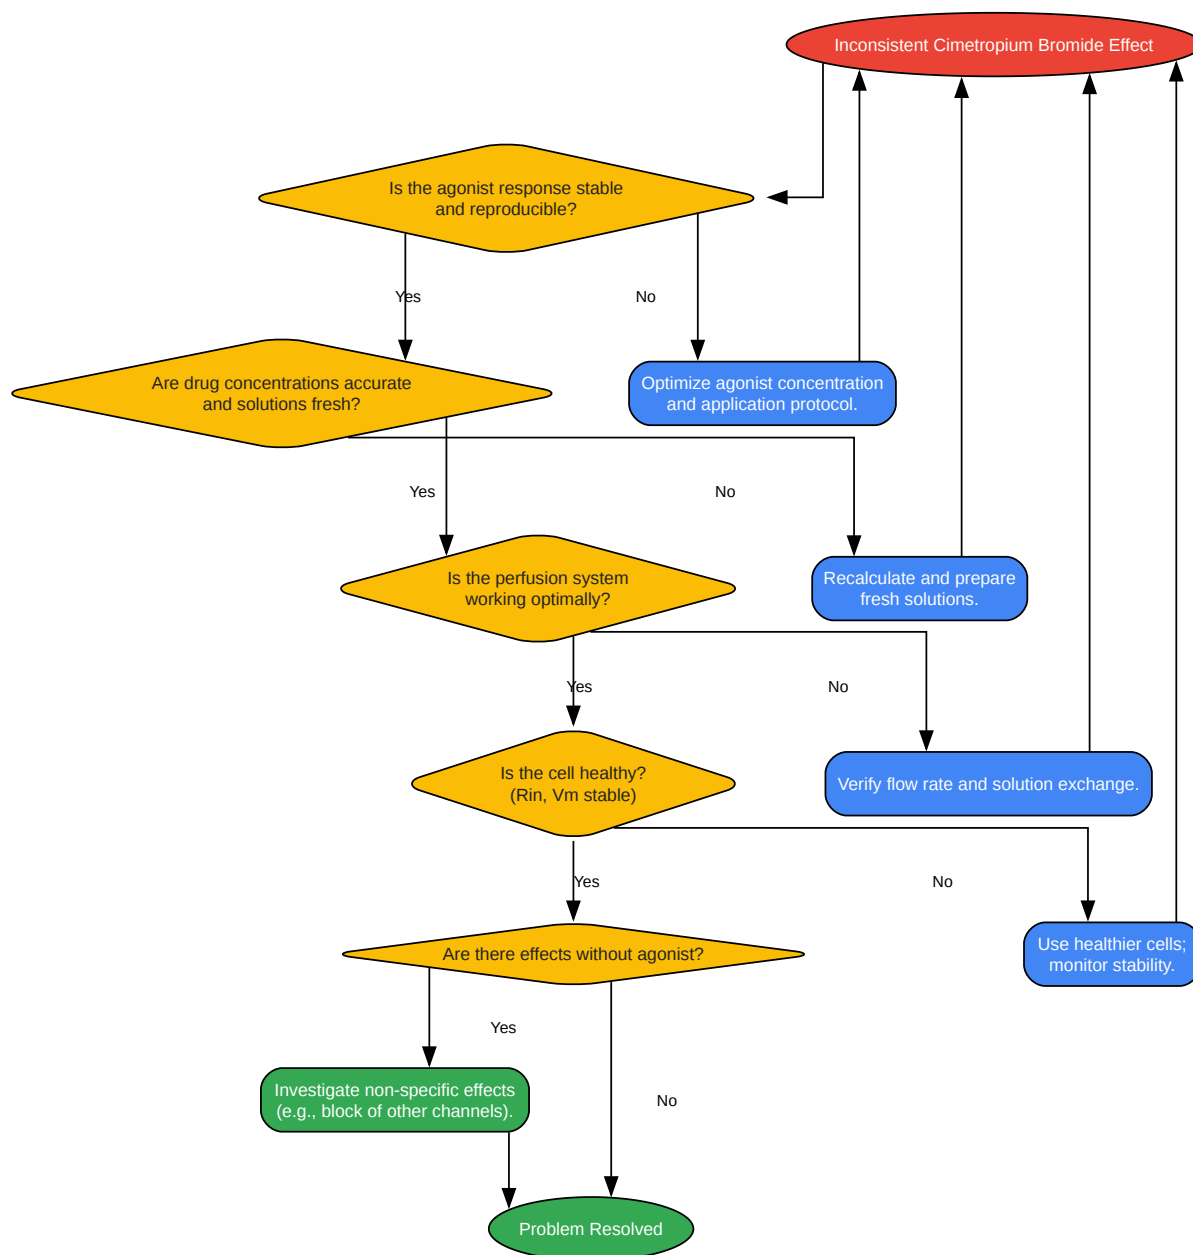 Inconsistent Cimetropium Bromide Effect
Is the agonist response stable
and reproducible?
Yes
No
Are drug concentrations accurate
and solutions fresh?
Optimize agonist concentration
and application protocol.
Yes
No
Is the perfusion system
working optimally?
Recalculate and prepare
fresh solutions.
Yes
No
Is the cell healthy?
(Rin, Vm stable)
Verify flow rate and solution exchange.
Yes
No
Are there effects without agonist?
Use healthier cells;
monitor stability.
Yes
Investigate non-specific effects
(e.g., block of other channels).
No
Problem Resolved